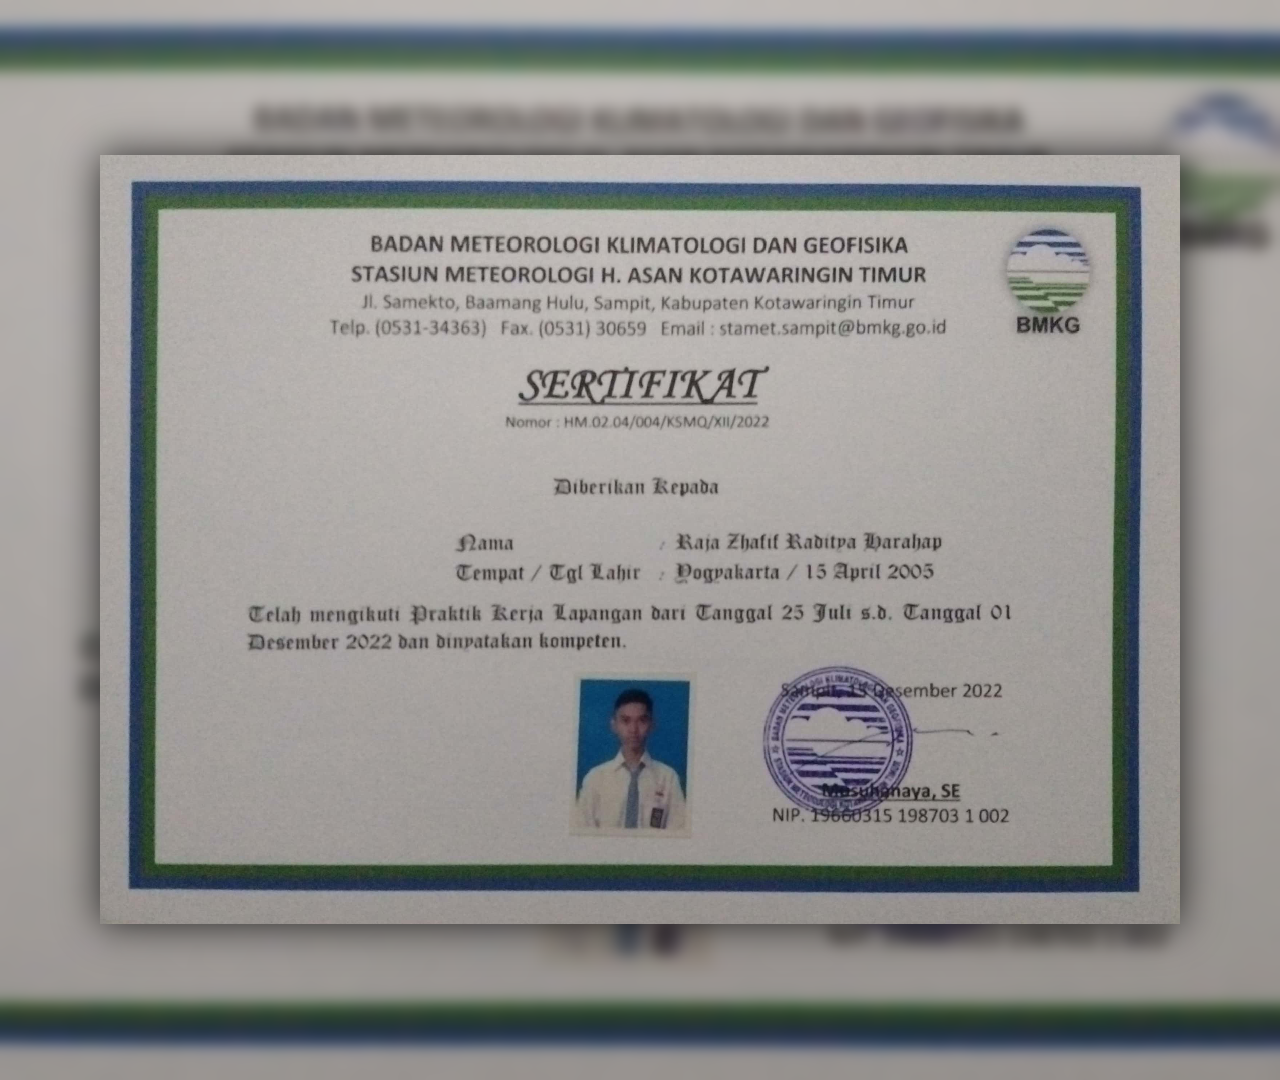 BADAN METEOROLOGI KLIMATOLOGI DAN GEOFISIKA
STASIUN METEOROLOGI H. ASAN KOTAWARINGIN TIMUR
Jl. Samekto, Baamang Hulu, Sampit, Kabupaten Kotawaringin Timur
Telp. (0531-34363) Fax. (0531) 30659 Email : stamet.sampit@bmkg.go.id
BMKG
SERTIFIKAT
Nomor : HM.02.04/004/KSMQ/XII/2022
Diberikan Kepada
Nama : Raja Zhafif Raditya Harahap
Tempat / Tgl Lahir : Yogyakarta / 15 April 2005
Telah mengikuti Praktik Kerja Lapangan dari Tanggal 25 Juli s.d. Tanggal 01
Desember 2022 dan dinyatakan kompeten.
Sampit, 15 Desember 2022
BADAN METEOROLOGI KLIMATOLOGI DAN GEOFISIKA
STASIUN METEOROLOGI
Musuhanaya, SE
NIP. 19660315 198703 1 002